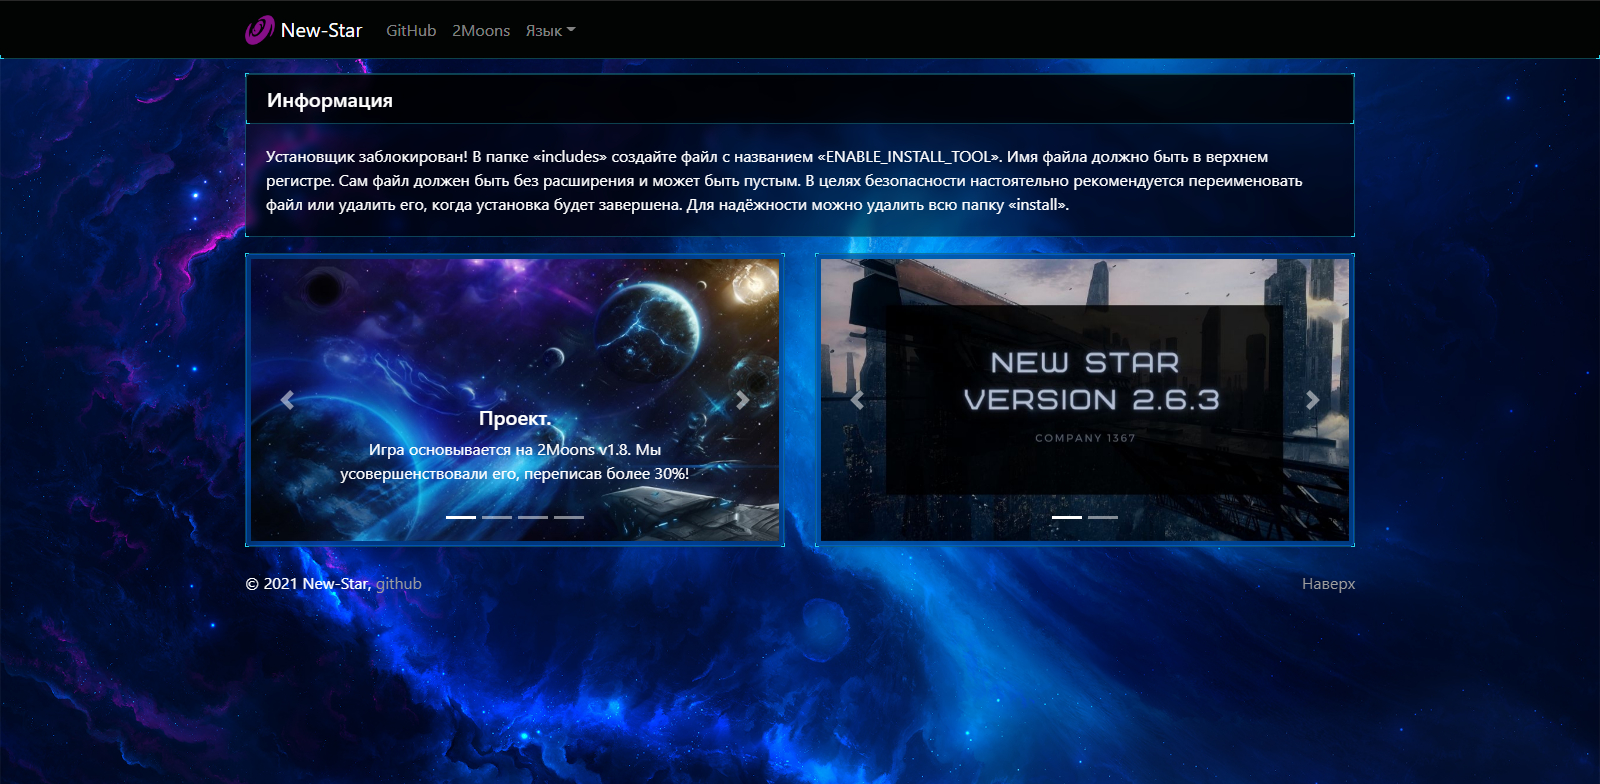 New-Star
GitHub
2Moons
Язык
Информация
Установщик заблокирован! В папке «includes» создайте файл с названием «ENABLE_INSTALL_TOOL». Имя файла должно быть в верхнем
регистре. Сам файл должен быть без расширения и может быть пустым. В целях безопасности настоятельно рекомендуется переименовать
файл или удалить его, когда установка будет завершена. Для надёжности можно удалить всю папку «install».
Проект.
Игра основывается на 2Moons v1.8. Мы
усовершенствовали его, переписав более 30%!
NEW STAR
VERSION 2.6.3
COMPANY 1367
© 2021 New-Star, github
Наверх